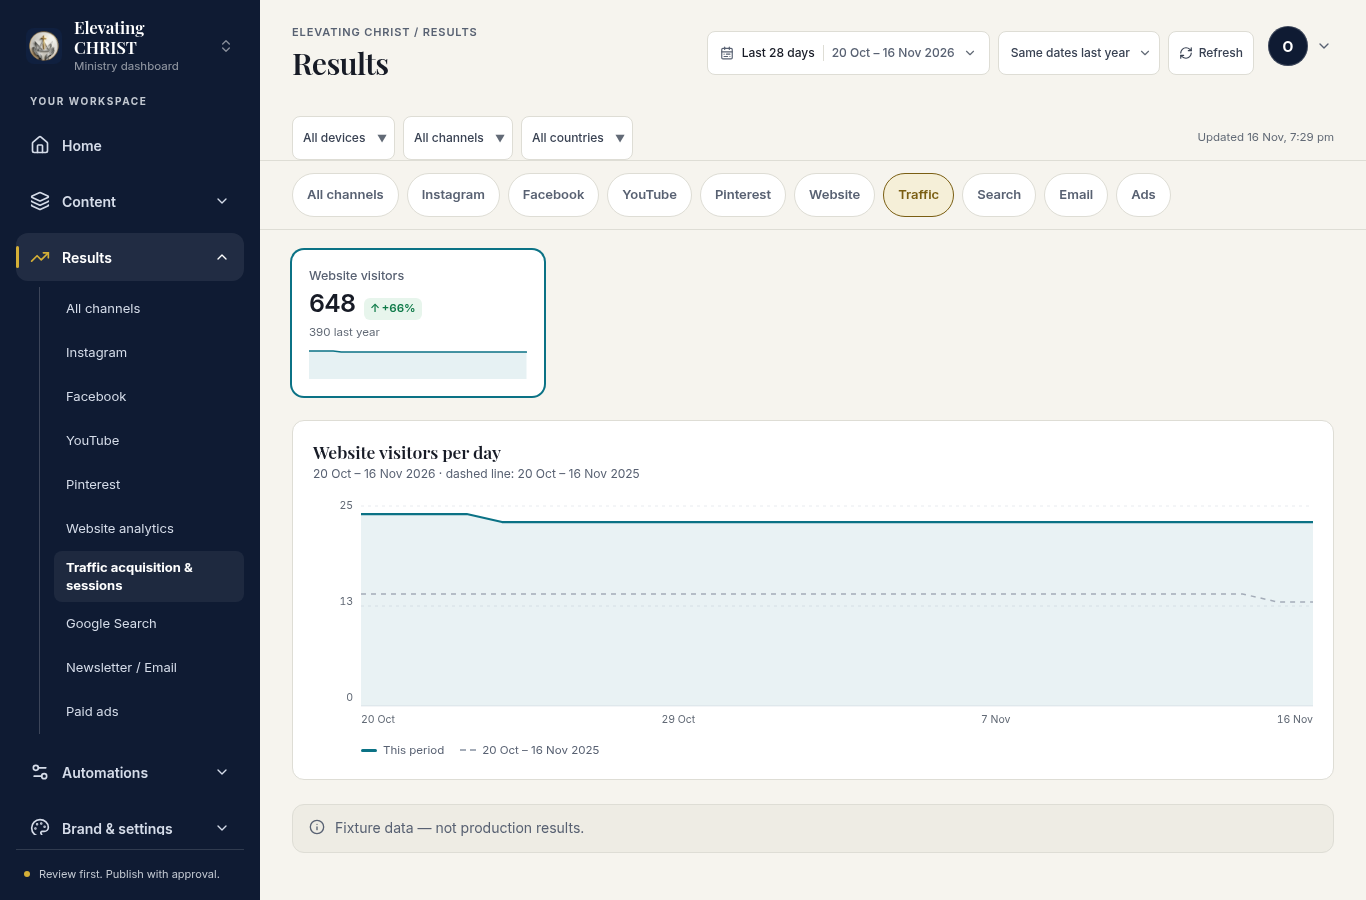 Elevating
CHRIST
Ministry dashboard
YOUR WORKSPACE
Home
Content
Results
All channels
Instagram
Facebook
YouTube
Pinterest
Website analytics
Traffic acquisition &
sessions
Google Search
Newsletter / Email
Paid ads
Automations
Brand & settings
Review first. Publish with approval.
ELEVATING CHRIST / RESULTS
Results
Last 28 days 20 Oct – 16 Nov 2026
Same dates last year
Refresh
O
All devices
All channels
All countries
Updated 16 Nov, 7:29 pm
All channels
Instagram
Facebook
YouTube
Pinterest
Website
Traffic
Search
Email
Ads
Website visitors
648 ↑ +66%
390 last year
Website visitors per day
20 Oct – 16 Nov 2026 · dashed line: 20 Oct – 16 Nov 2025
25
13
0
20 Oct 29 Oct 7 Nov 16 Nov
This period 20 Oct – 16 Nov 2025
Fixture data — not production results.